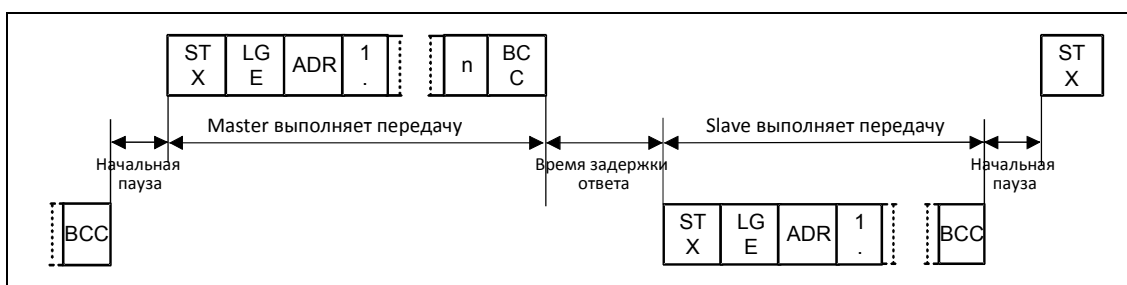 ST
X
LG
E
ADR
1
.
n
BC
C
ST
X
Master выполняет передачу
Slave выполняет передачу
Начальная
пауза
Время задержки
ответа
Начальная
пауза
BCC
ST
X
LG
E
ADR
1
.
BCC